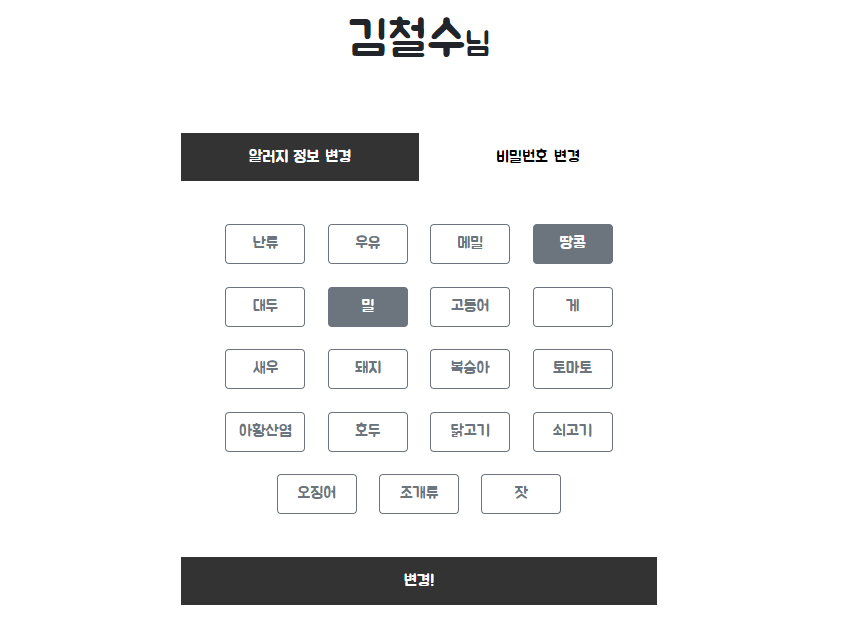 김철수님
알러지 정보 변경 비밀번호 변경
난류 우유 메밀 땅콩
대두 밀 고등어 게
새우 돼지 복숭아 토마토
아황산염 호두 닭고기 쇠고기
오징어 조개류 잣
변경!